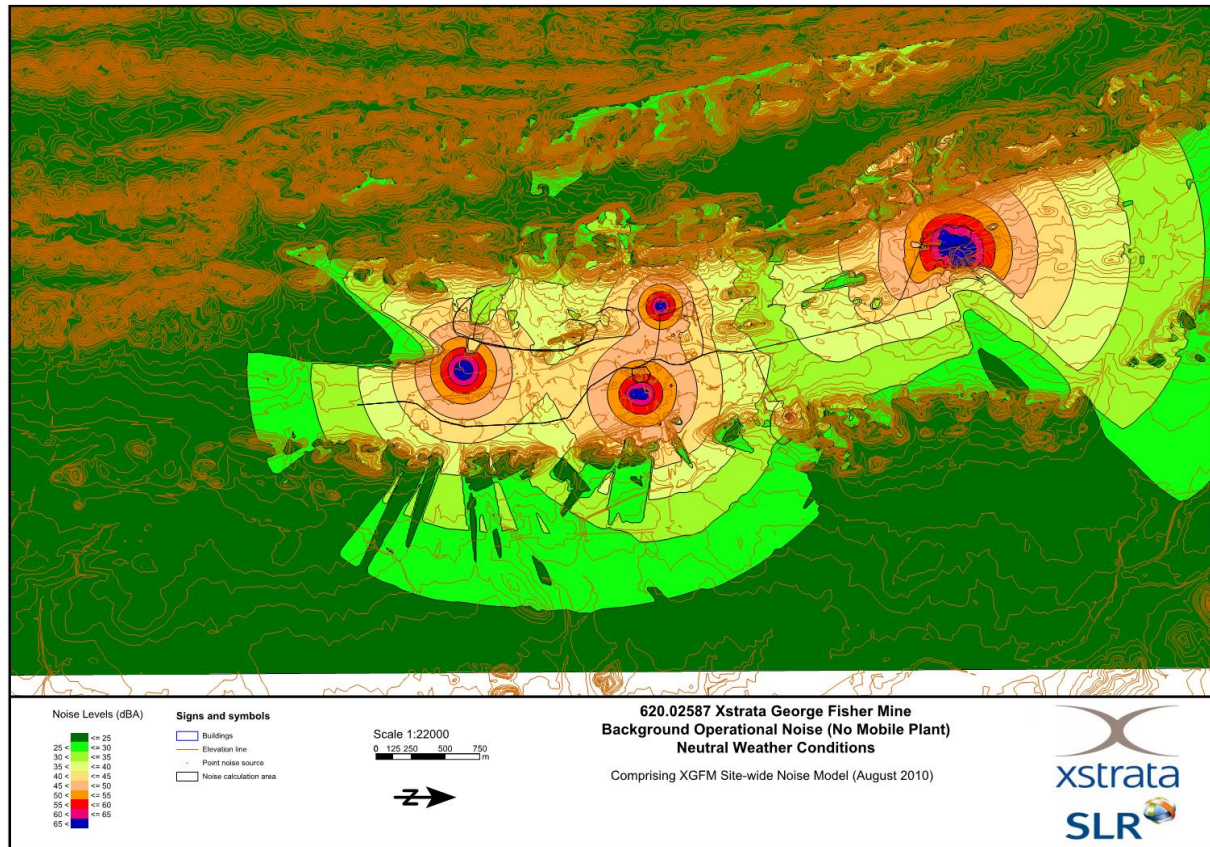 Noise Levels (dBA)
<= 25
25 < <= 30
30 < <= 35
35 < <= 40
40 < <= 45
45 < <= 50
50 < <= 55
55 < <= 60
60 < <= 65
65 <
Signs and symbols
Buildings
Elevation line
Point noise source
Noise calculation area
Scale 1:22000
0 125 250 500 750
m
N
620.02587 Xstrata George Fisher Mine
Background Operational Noise (No Mobile Plant)
Neutral Weather Conditions
Comprising XGFM Site-wide Noise Model (August 2010)
xstrata
SLR